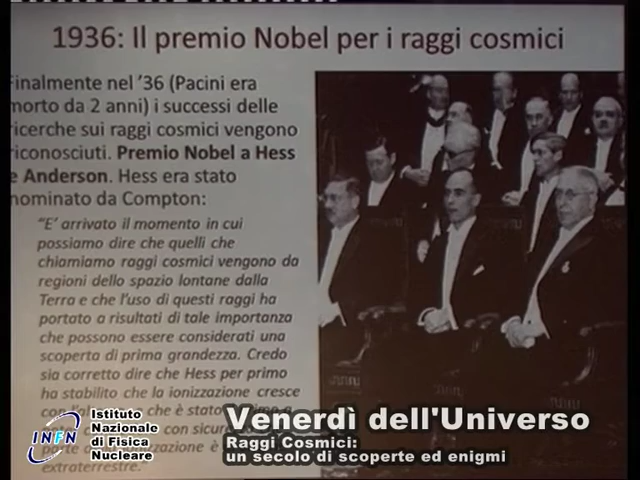 1936: Il premio Nobel per i raggi cosmici
Finalmente nel '36 (Pacini era
morto da 2 anni) i successi delle
ricerche sui raggi cosmici vengono
riconosciuti. Premio Nobel a Hess
e Anderson. Hess era stato
nominato da Compton:
"E' arrivato il momento in cui
possiamo dire che quelli che
chiamiamo raggi cosmici vengono da
regioni dello spazio lontane dalla
Terra e che l'uso di questi raggi ha
portato a risultati di tale importanza
che possono essere considerati una
scoperta di prima grandezza. Credo
sia corretto dire che Hess per primo
ha stabilito che la ionizzazione cresce
con che è stato
con
è
extraterrestre."
INFN
Istituto
Nazionale
di Fisica
Nucleare
Venerdì dell'Universo
Raggi Cosmici:
un secolo di scoperte ed enigmi